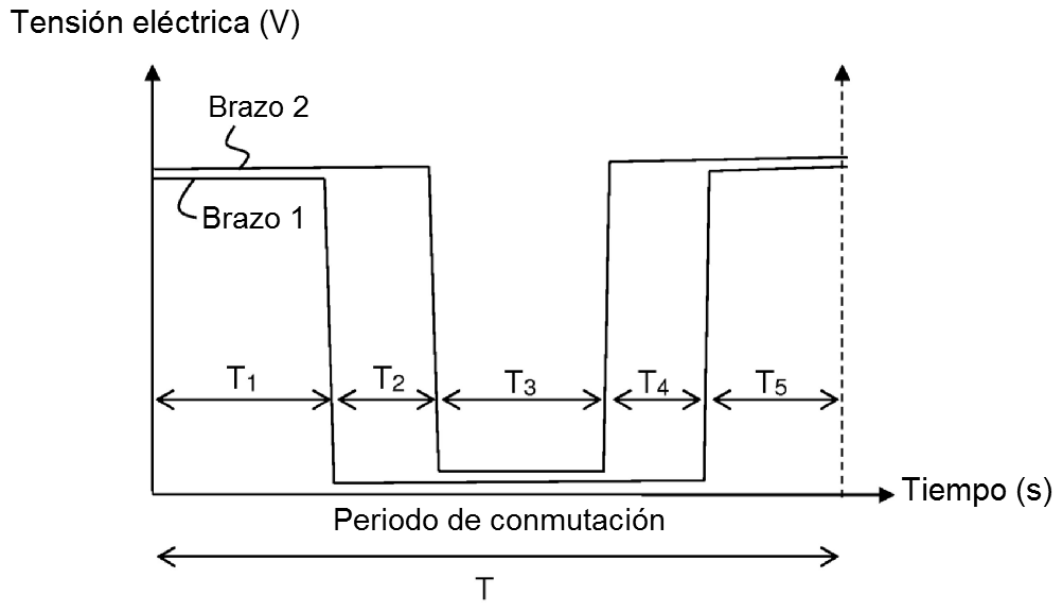 Tensión eléctrica (V)
Brazo 2
Brazo 1
T1
T2
T3
T4
T5
Tiempo (s)
Periodo de conmutación
T